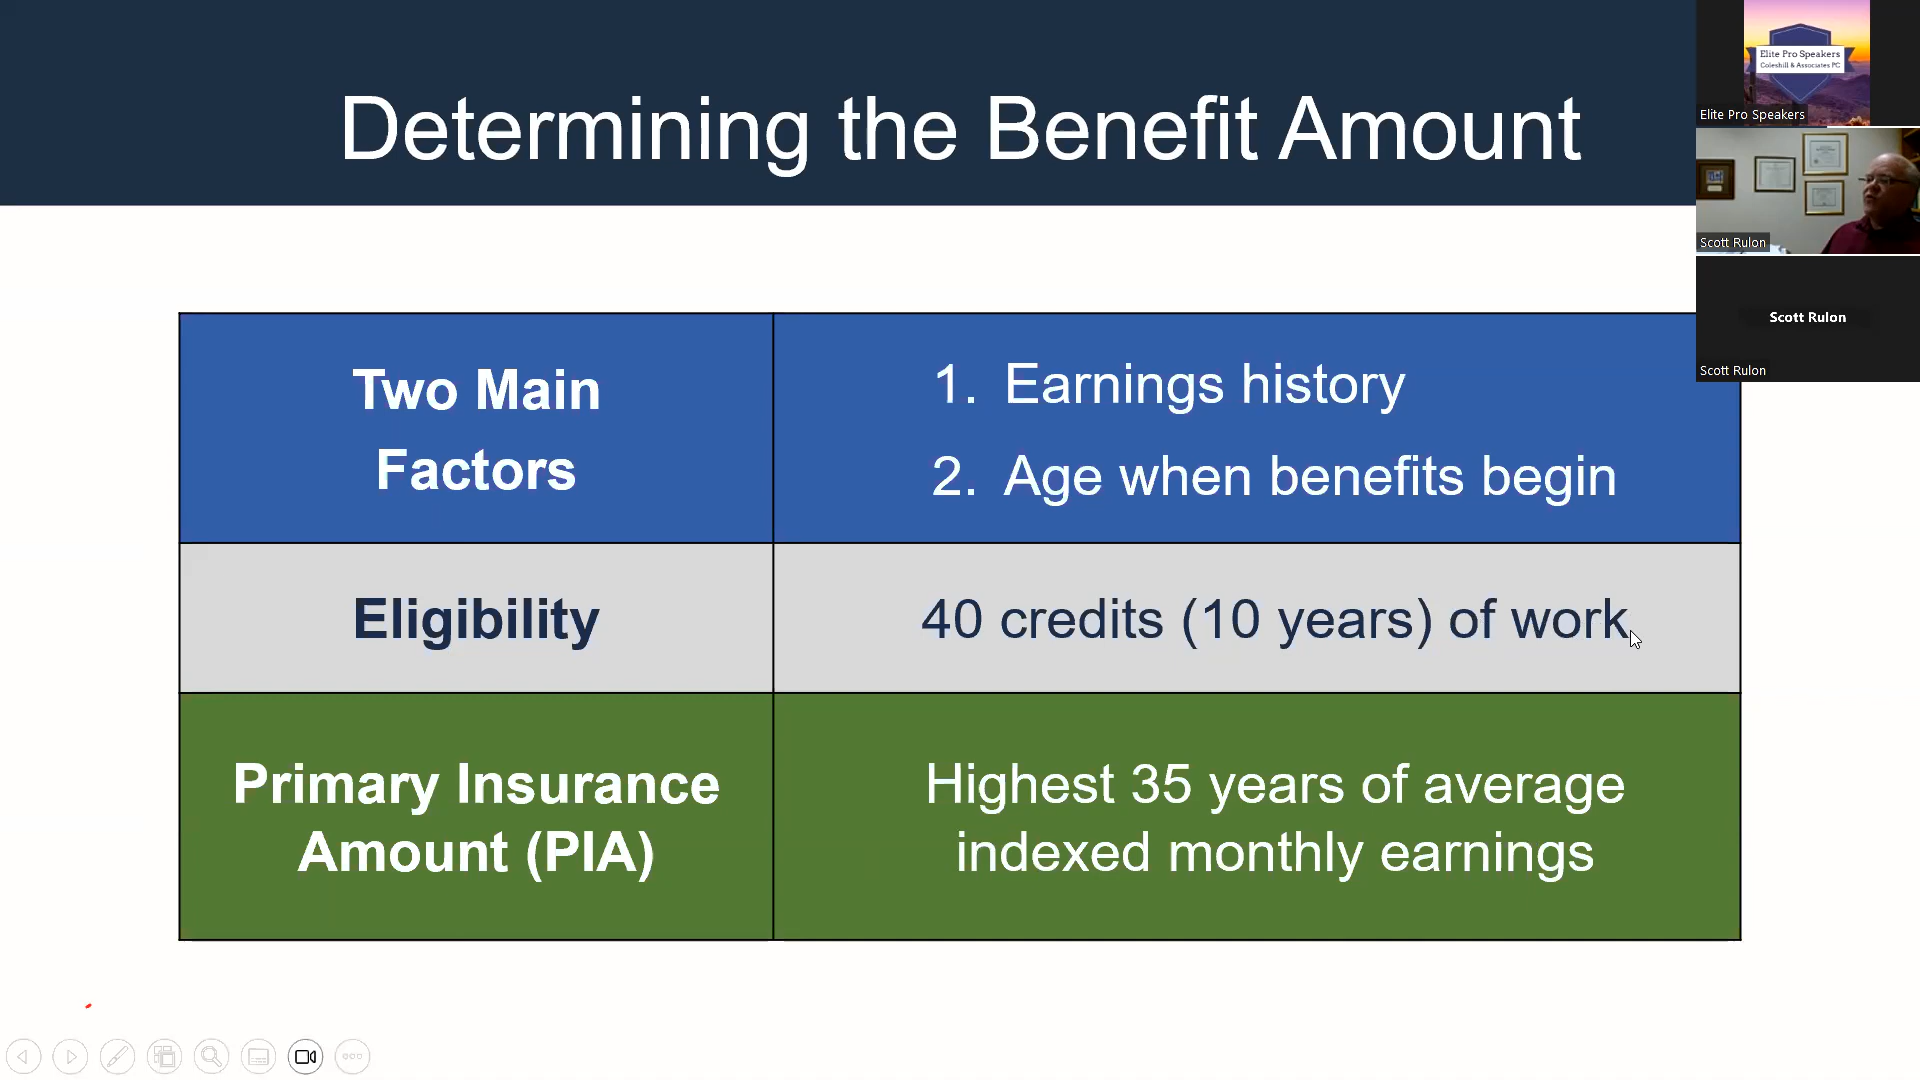 Determining the Benefit Amount
Two Main
Factors
1. Earnings history
2. Age when benefits begin
Eligibility
40 credits (10 years) of work
Primary Insurance
Amount (PIA)
Highest 35 years of average
indexed monthly earnings
Elite Pro Speakers
Coleshill & Associates PC
Elite Pro Speakers
Scott Rulon
Scott Rulon
Scott Rulon